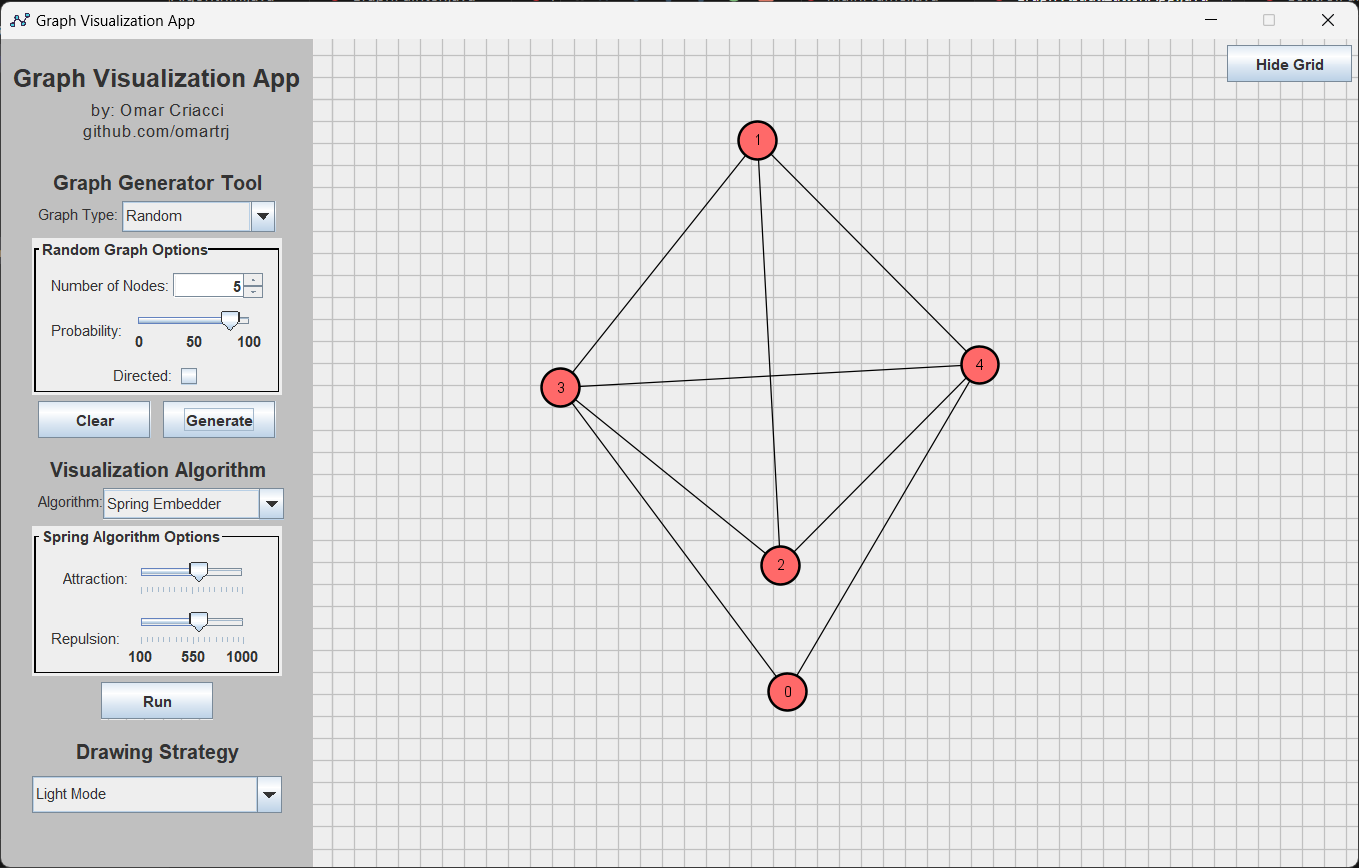 Graph Visualization App
Graph Visualization App
by: Omar Criacci
github.com/omartrj
Graph Generator Tool
Graph Type: Random
Random Graph Options
Number of Nodes: 5
Probability:
0 50 100
Directed:
Clear Generate
Visualization Algorithm
Algorithm: Spring Embedder
Spring Algorithm Options
Attraction:
Repulsion:
100 550 1000
Run
Drawing Strategy
Light Mode
Hide Grid
1
4
3
2
0